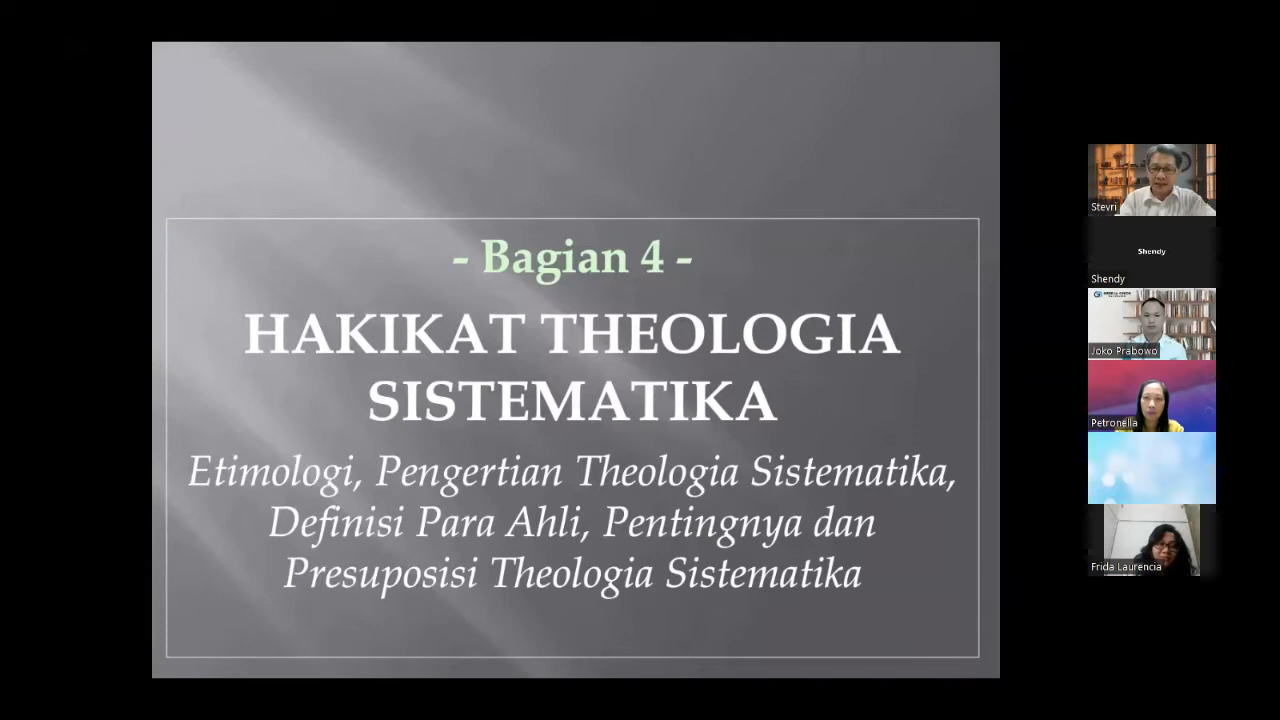 - Bagian 4 -
HAKIKAT THEOLOGIA
SISTEMATIKA
Etimologi, Pengertian Theologia Sistematika,
Definisi Para Ahli, Pentingnya dan
Presuposisi Theologia Sistematika
Stevri
Shendy
Shendy
Joko Prabowo
Petronella
Frida Laurencia